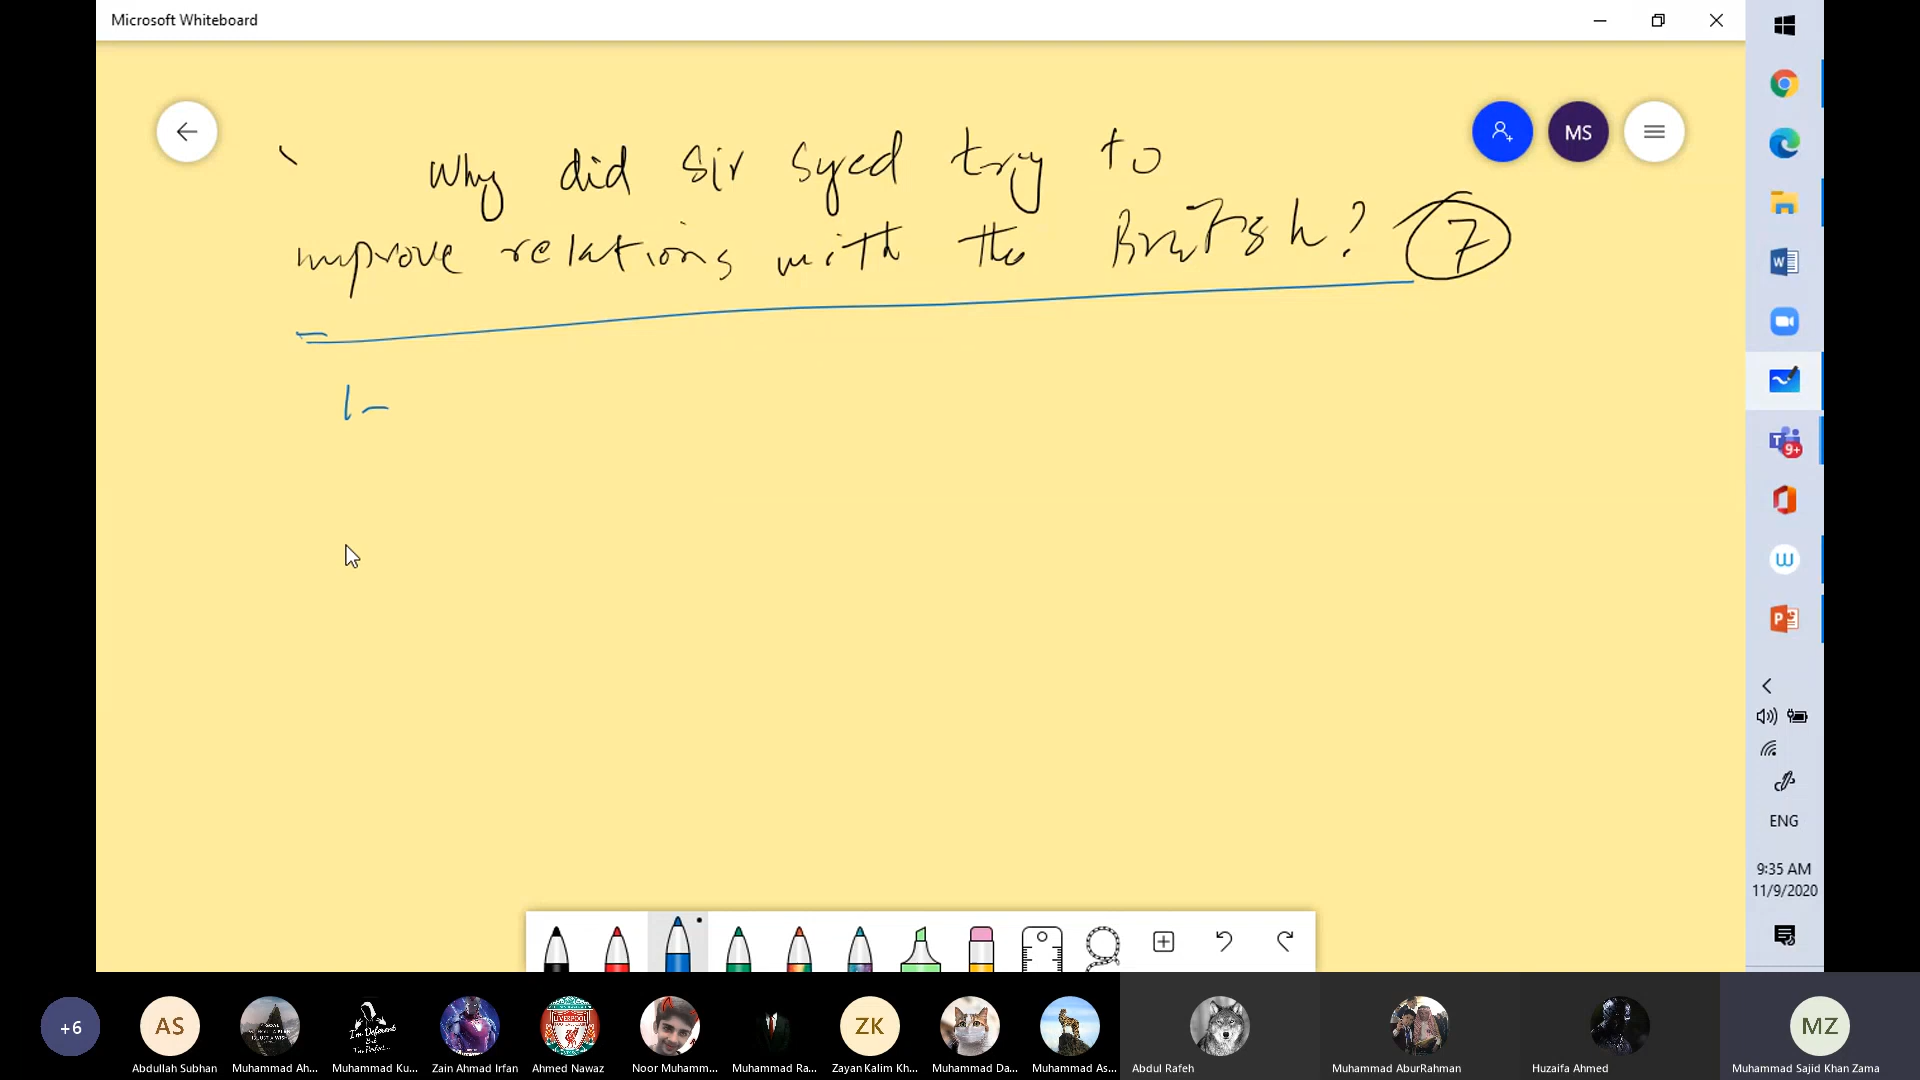 Microsoft Whiteboard
MS
Why did Sir Syed try to
improve relations with the British? 7
1-
ENG
9:35 AM
11/9/2020
9+
+6
AS
ZK
MZ
Abdullah Subhan
Muhammad Ah...
Muhammad Ku...
Zain Ahmad Irfan
Ahmed Nawaz
Noor Muhamm...
Muhammad Ra...
Zayan Kalim Kh...
Muhammad Da...
Muhammad As...
Abdul Rafeh
Muhammad AburRahman
Huzaifa Ahmed
Muhammad Sajid Khan Zama